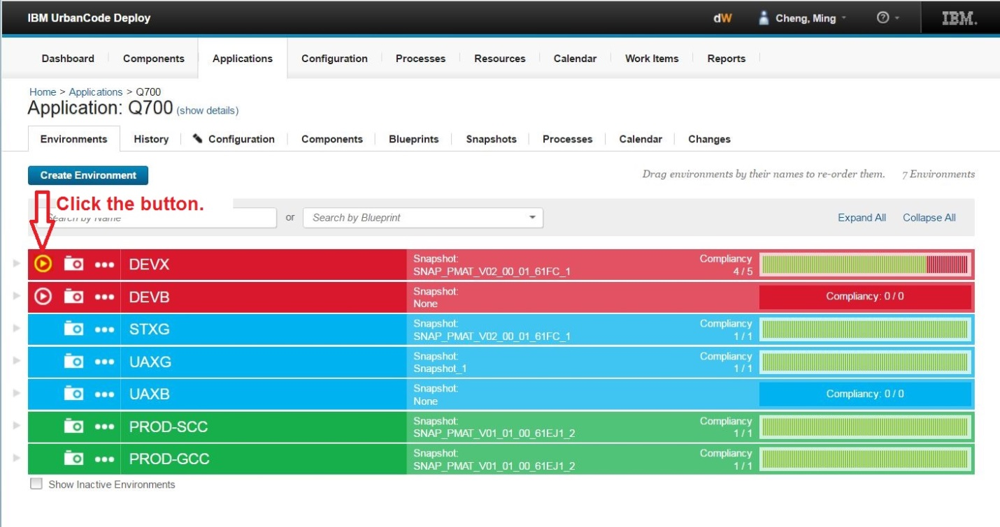 IBM UrbanCode Deploy dW Cheng, Ming ? IBM.
Dashboard Components Applications Configuration Processes Resources Calendar Work Items Reports
Home > Applications > Q700
Application: Q700 (show details)
Environments History Configuration Components Blueprints Snapshots Processes Calendar Changes
Create Environment Drag environments by their names to re-order them. 7 Environments
Click the button.
Search by Name or Search by Blueprint Expand All Collapse All
DEVX Snapshot: Compliancy
SNAP_PMAT_V02_00_01_61FC_1 4 / 5
DEVB Snapshot: Compliancy: 0 / 0
None
STXG Snapshot: Compliancy
SNAP_PMAT_V02_00_01_61FC_1 1 / 1
UAXG Snapshot: Compliancy
Snapshot_1 1 / 1
UAXB Snapshot: Compliancy: 0 / 0
None
PROD-SCC Snapshot: Compliancy
SNAP_PMAT_V01_01_00_61EJ1_2 1 / 1
PROD-GCC Snapshot: Compliancy
SNAP_PMAT_V01_01_00_61EJ1_2 1 / 1
Show Inactive Environments